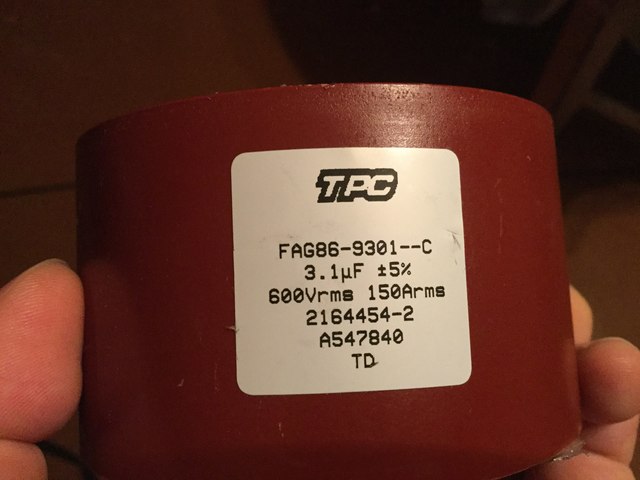 TPC
FAG86-9301--C
3.1µF ±5%
600Vrms 150Arms
2164454-2
A547840
TD